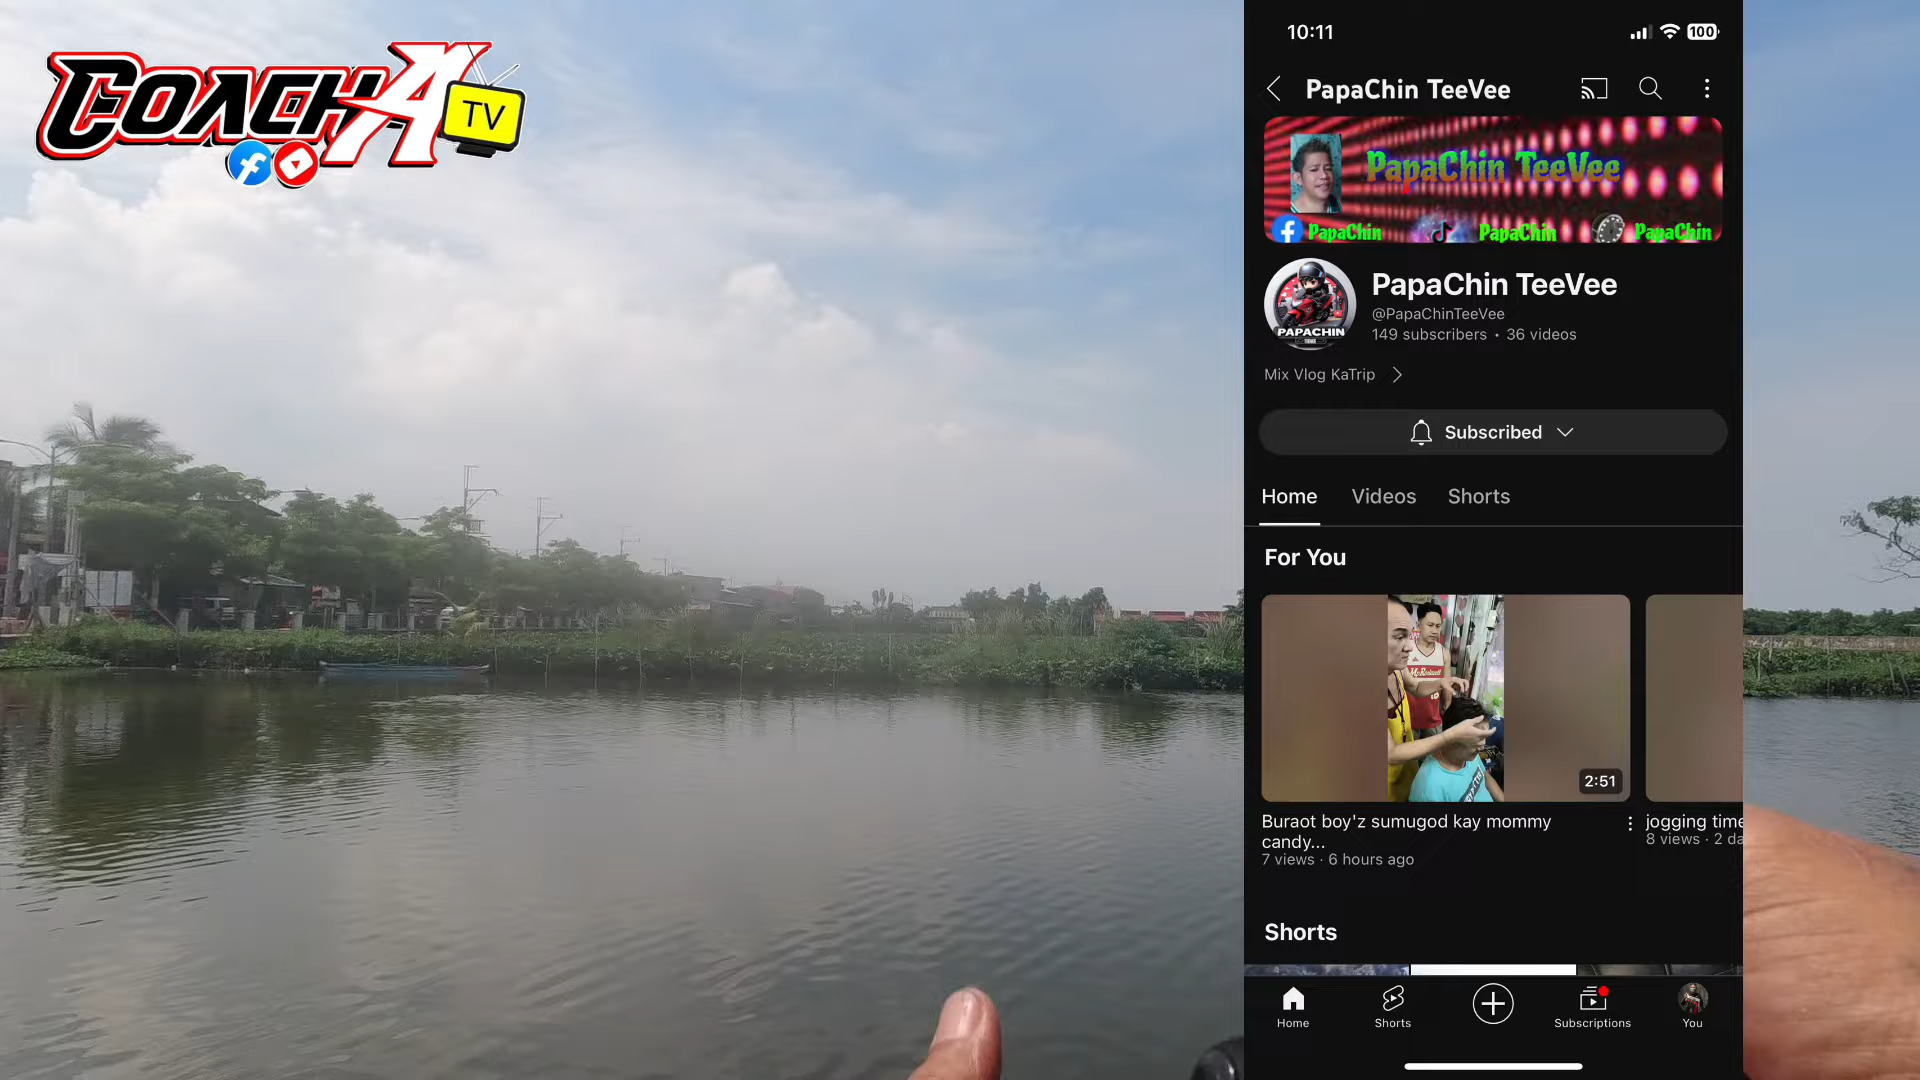 COACH A
TV
10:11
100
PapaChin TeeVee
PapaChin TeeVee
PapaChin
PapaChin
PapaChin
PAPACHIN
PapaChin TeeVee
@PapaChinTeeVee
149 subscribers • 36 videos
Mix Vlog KaTrip
Subscribed
Home
Videos
Shorts
For You
2:51
Buraot boy'z sumugod kay mommy
candy...
7 views · 6 hours ago
jogging time
8 views · 2 da
Shorts
Home
Shorts
Subscriptions
You